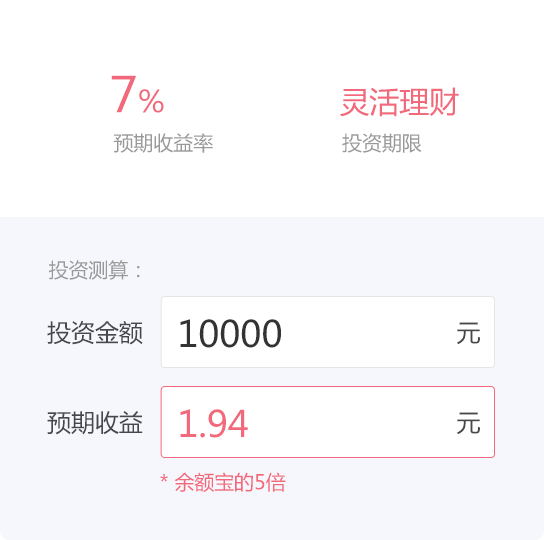 7% 灵活理财
预期收益率 投资期限
投资测算：
投资金额 10000 元
预期收益 1.94 元
* 余额宝的5倍